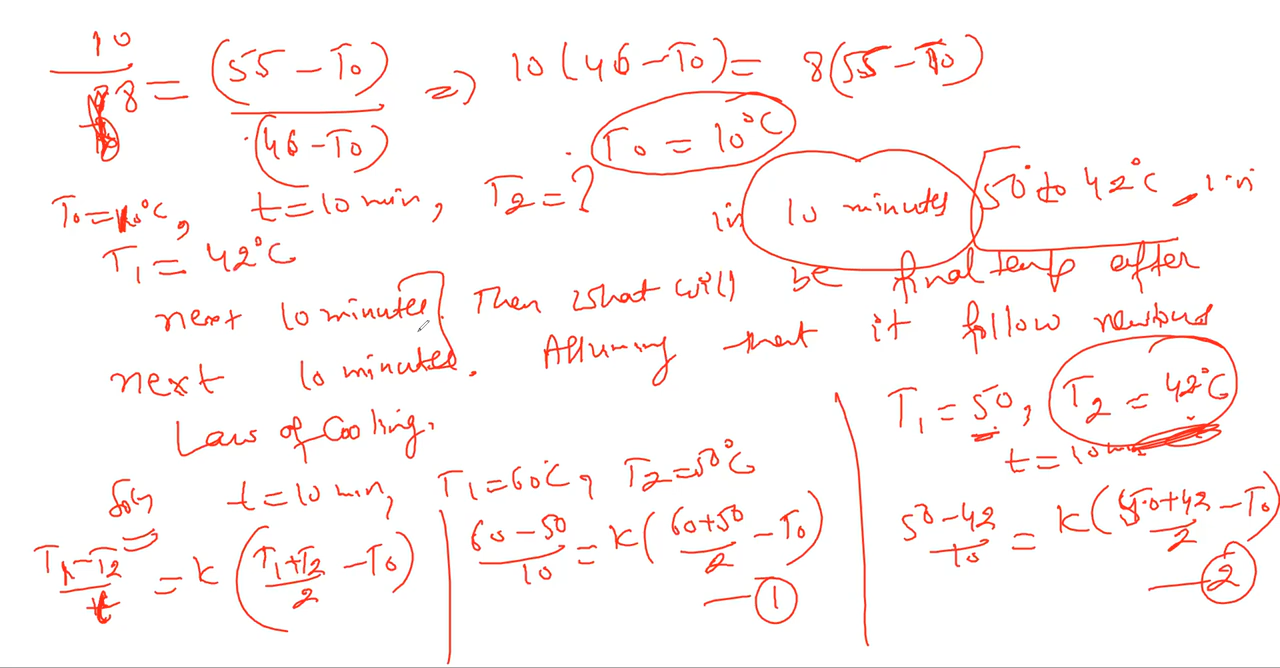 10/8 = (55 - T0)/(46 - T0) => 10(46 - T0) = 8(55 - T0)
T0 = 10°C
T0 = 10°C, t = 10 min, T2 = ?
T1 = 42°C
in 10 minutes 50° to 42°C, in
next 10 minutes. Then what will be final temp after
next 10 minutes. Assuming that it follow newtons
Law of Cooling.
Soln t = 10 min, T1 = 60°C, T2 = 50°C
T1 = 50, T2 = 42°C
t = 10 min
(T1 - T2)/t = K((T1 + T2)/2 - T0)
(60 - 50)/10 = K((60 + 50)/2 - T0) — 1
(50 - 42)/10 = K((50 + 42)/2 - T0) — 2